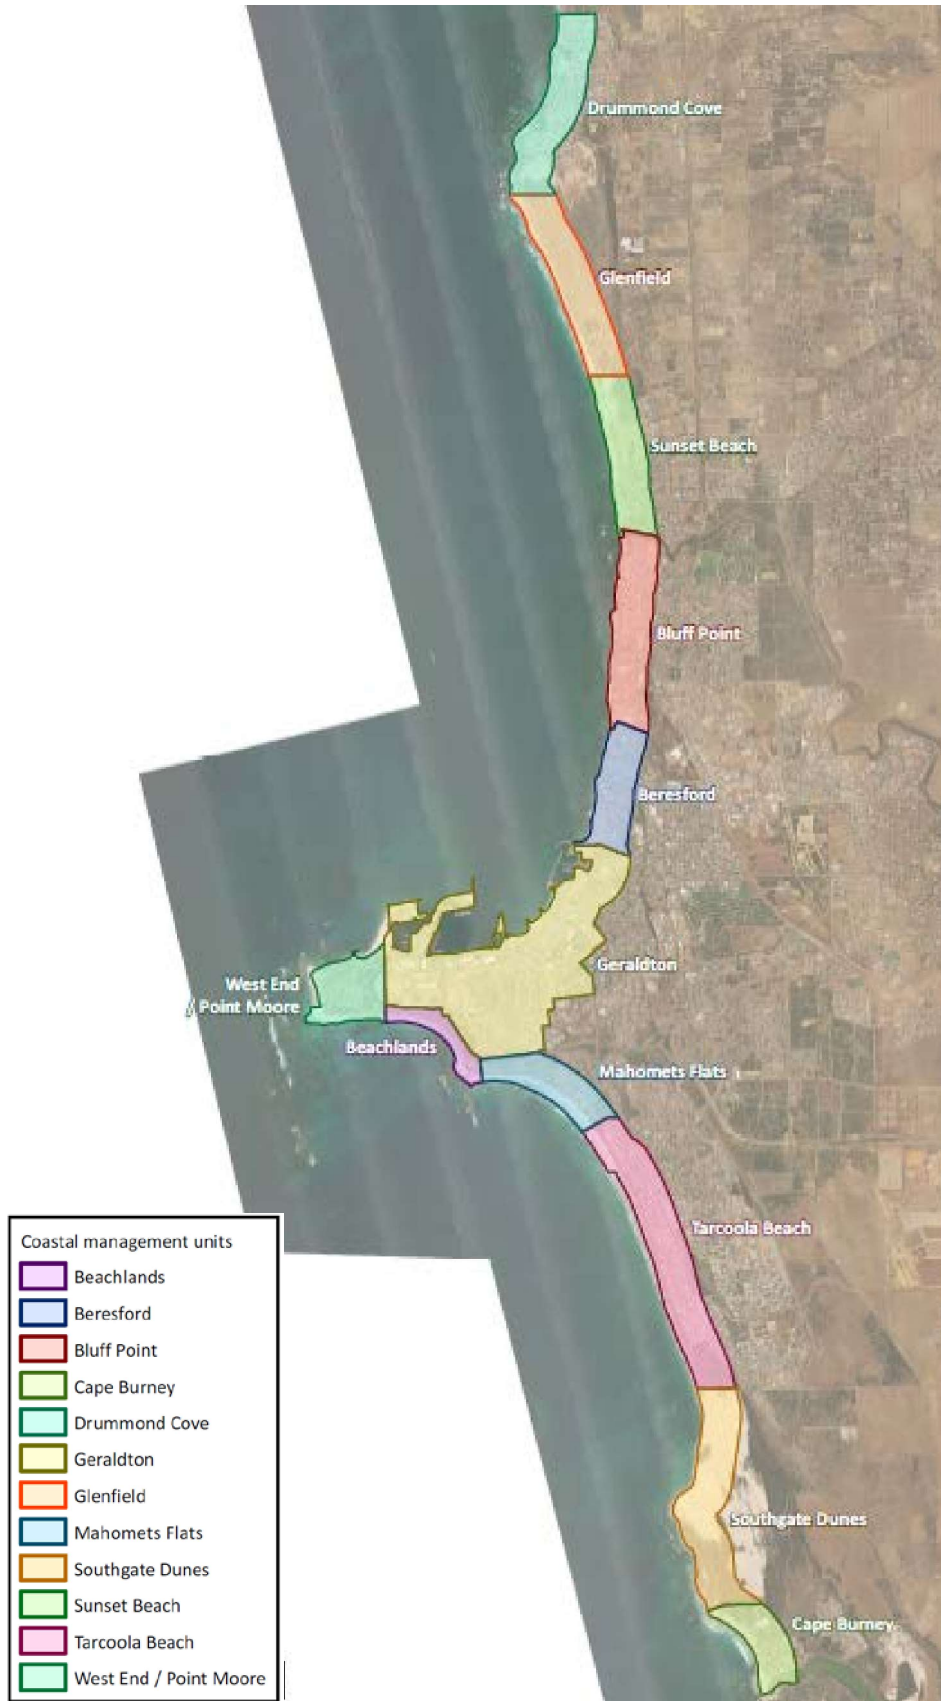 Drummond Cove
Glenfield
Sunset Beach
Bluff Point
Beresford
Geraldton
West End
/ Point Moore
Beachlands
Mahomets Flats
Tarcoola Beach
Southgate Dunes
Cape Burney
Coastal management units
Beachlands
Beresford
Bluff Point
Cape Burney
Drummond Cove
Geraldton
Glenfield
Mahomets Flats
Southgate Dunes
Sunset Beach
Tarcoola Beach
West End / Point Moore